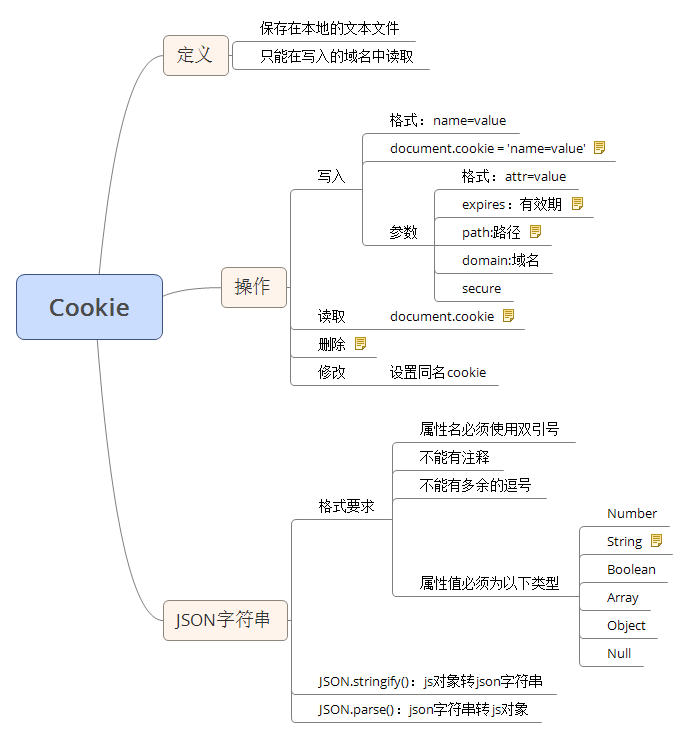 Cookie
定义
保存在本地的文本文件
只能在写入的域名中读取
操作
写入
格式：name=value
document.cookie = 'name=value'
参数
格式：attr=value
expires：有效期
path:路径
domain:域名
secure
读取
document.cookie
删除
修改
设置同名cookie
JSON字符串
格式要求
属性名必须使用双引号
不能有注释
不能有多余的逗号
属性值必须为以下类型
Number
String
Boolean
Array
Object
Null
JSON.stringify()：js对象转json字符串
JSON.parse()：json字符串转js对象